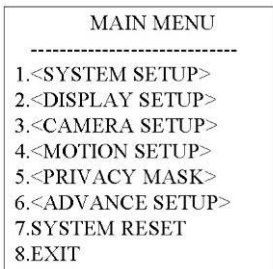 MAIN MENU
----------------------------
1.<SYSTEM SETUP>
2.<DISPLAY SETUP>
3.<CAMERA SETUP>
4.<MOTION SETUP>
5.<PRIVACY MASK>
6.<ADVANCE SETUP>
7.SYSTEM RESET
8.EXIT